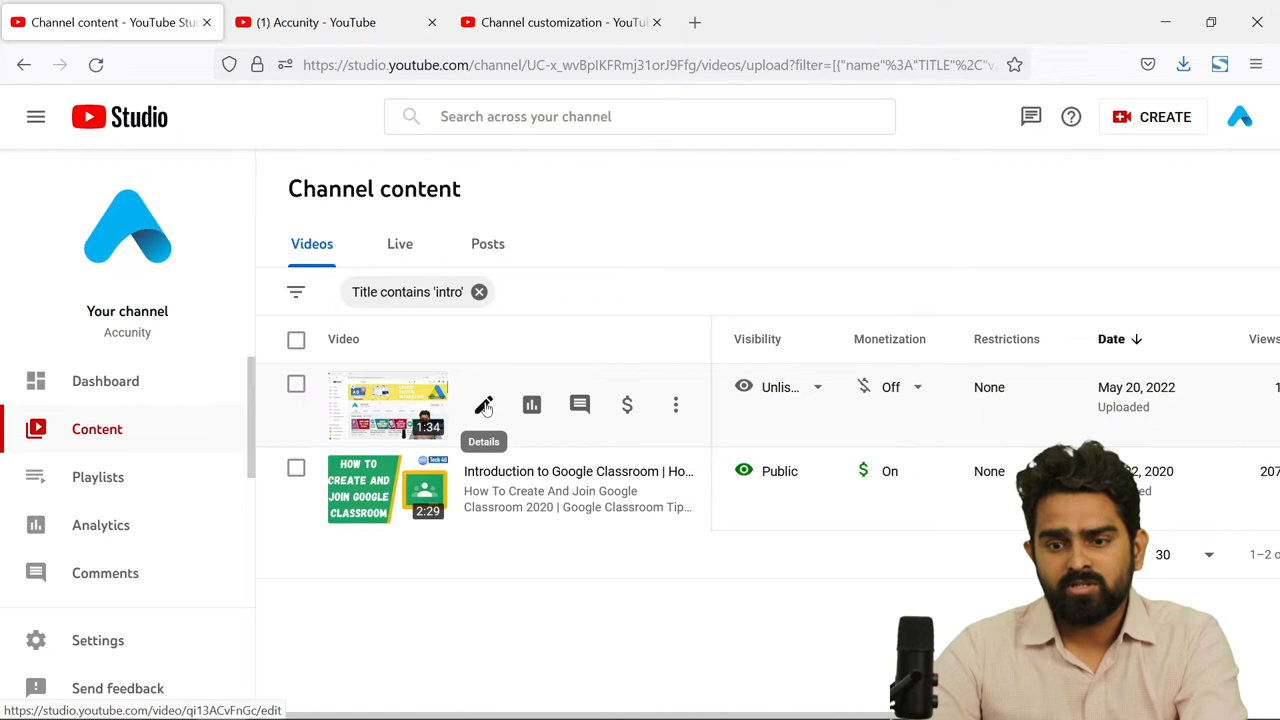 Channel content - YouTube Stu
(1) Accunity - YouTube
Channel customization - YouTu
https://studio.youtube.com/channel/UC-x_wvBpIKFRmj31orJ9Ffg/videos/upload?filter=[{"name"%3A"TITLE"%2C"v
Studio
Search across your channel
CREATE
Your channel
Accunity
Dashboard
Content
Playlists
Analytics
Comments
Settings
Send feedback
Channel content
Videos
Live
Posts
Title contains 'intro'
Video
Visibility
Monetization
Restrictions
Date
Views
1:34
Details
Unlis...
Off
None
May 20, 2022
Uploaded
1
HOW TO
CREATE AND
JOIN GOOGLE
CLASSROOM
Tech 4U
2:29
Introduction to Google Classroom | Ho...
How To Create And Join Google
Classroom 2020 | Google Classroom Tip...
Public
On
None
2, 2020
207
30
1–2 o
https://studio.youtube.com/video/qi13ACvFnGc/edit